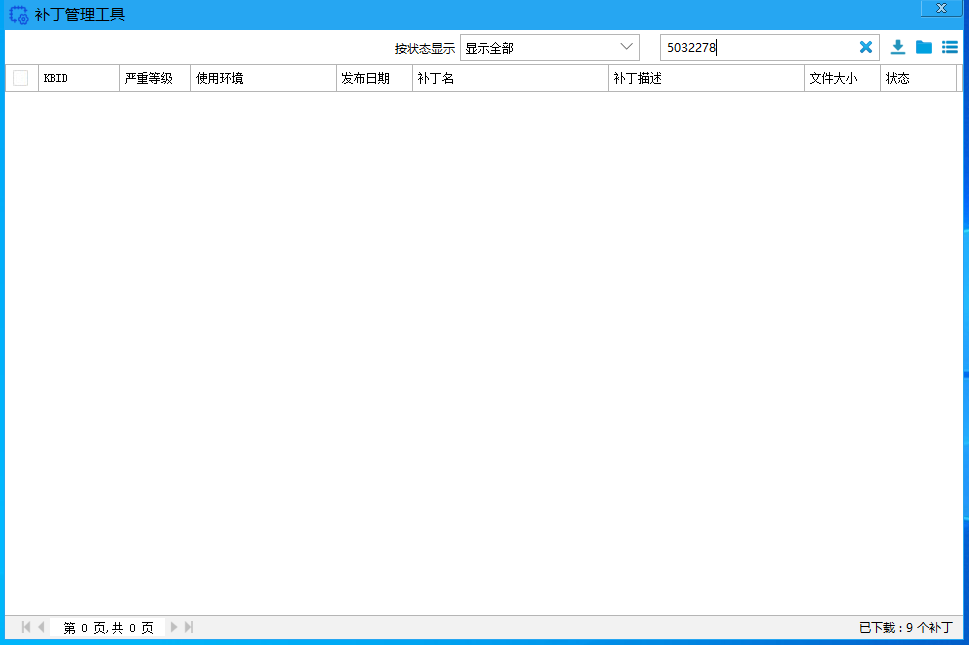 补丁管理工具
按状态显示 显示全部 5032278
KBID 严重等级 使用环境 发布日期 补丁名 补丁描述 文件大小 状态
第 0 页,共 0 页 已下载：9 个补丁